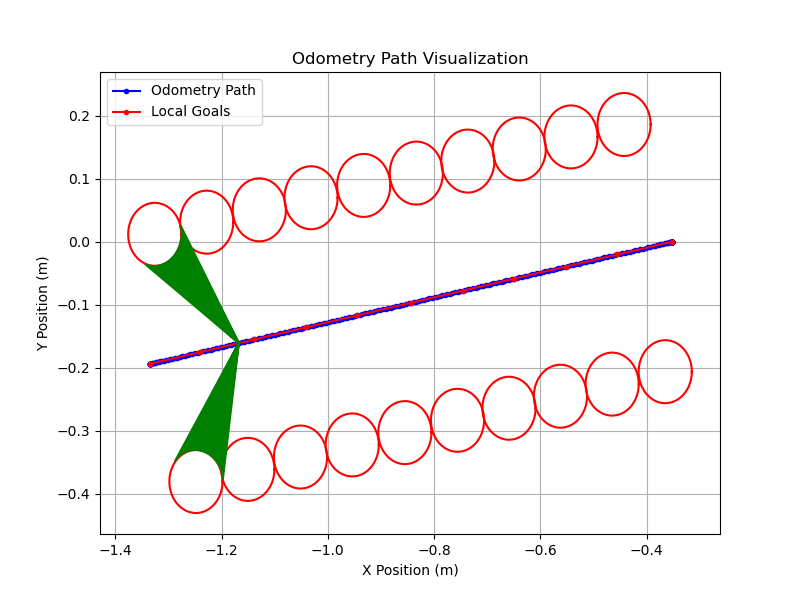 Odometry Path Visualization
Odometry Path
Local Goals
Y Position (m)
0.2
0.1
0.0
−0.1
−0.2
−0.3
−0.4
−1.4 −1.2 −1.0 −0.8 −0.6 −0.4
X Position (m)